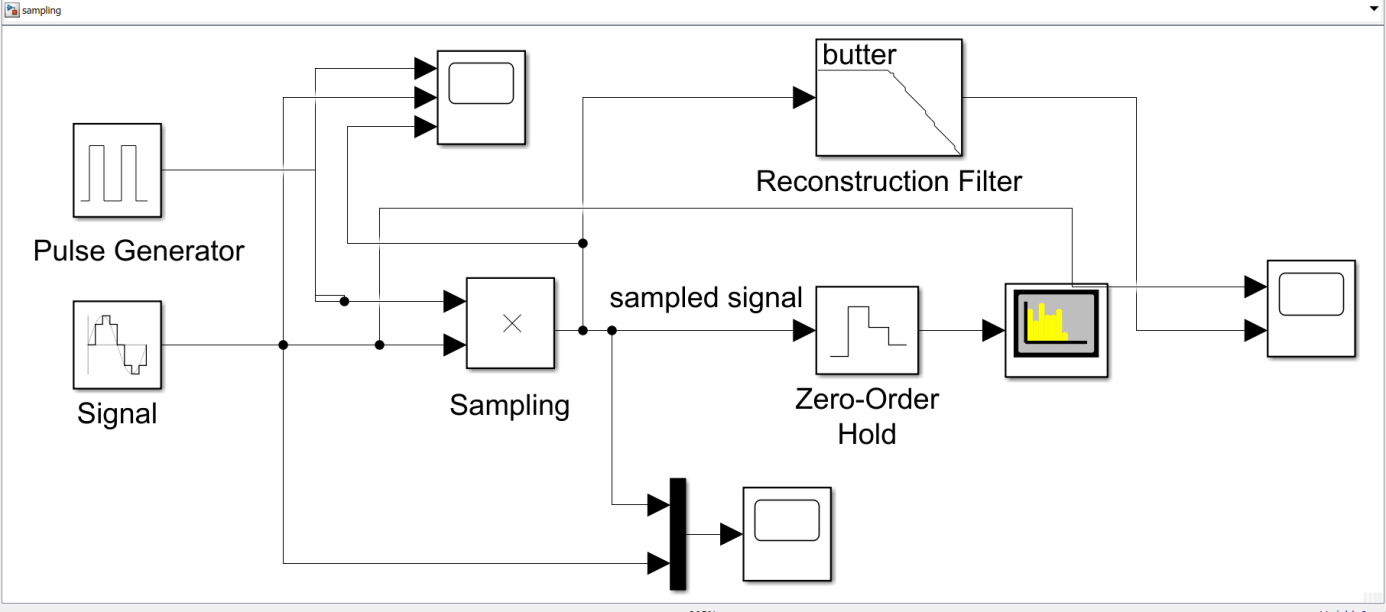 sampling
butter
Reconstruction Filter
Pulse Generator
sampled signal
Signal
Sampling
Zero-Order
Hold